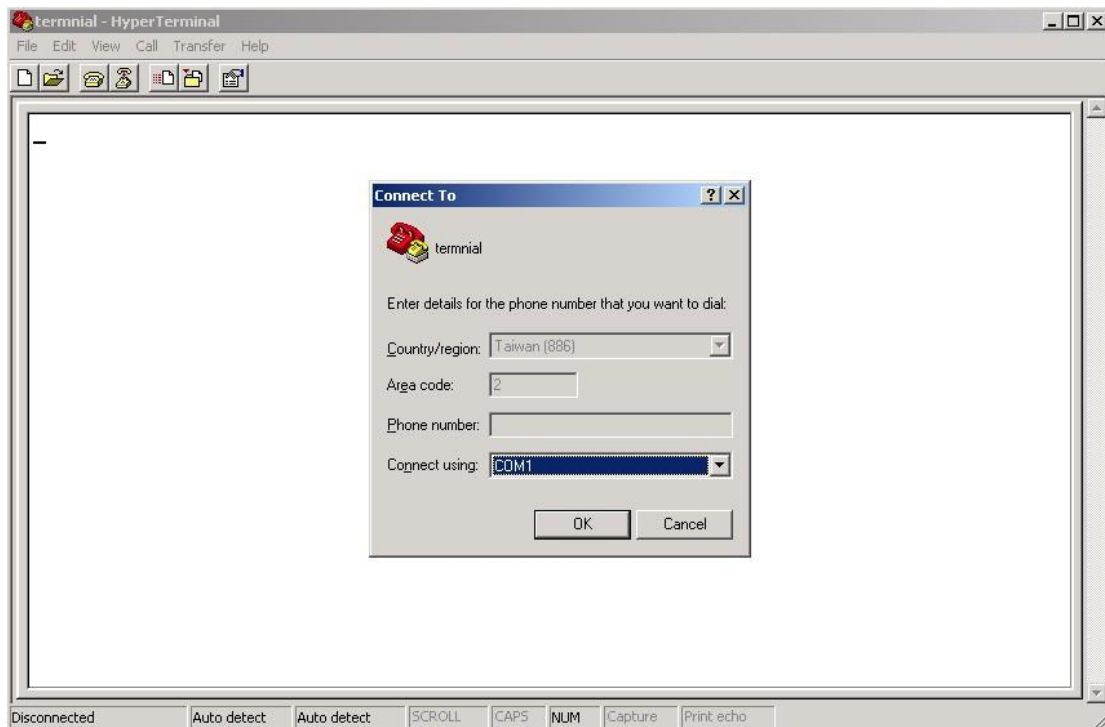 termnial - HyperTerminal
File Edit View Call Transfer Help
Connect To
termnial
Enter details for the phone number that you want to dial:
Country/region: Taiwan (886)
Area code: 2
Phone number:
Connect using: COM1
OK Cancel
Disconnected Auto detect Auto detect SCROLL CAPS NUM Capture Print echo